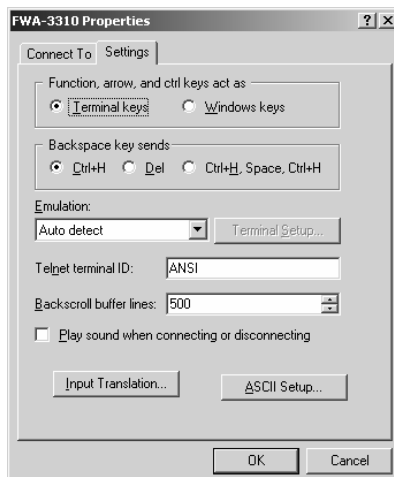 FWA-3310 Properties ? x
Connect To Settings
Function, arrow, and ctrl keys act as
Terminal keys Windows keys
Backspace key sends
Ctrl+H Del Ctrl+H, Space, Ctrl+H
Emulation:
Auto detect Terminal Setup...
Telnet terminal ID: ANSI
Backscroll buffer lines: 500
Play sound when connecting or disconnecting
Input Translation... ASCII Setup...
OK Cancel